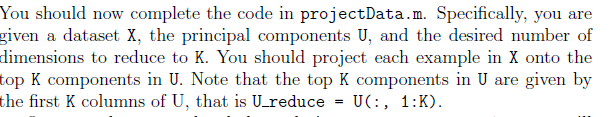 You should now complete the code in projectData.m. Specifically, you are
given a dataset X, the principal components U, and the desired number of
dimensions to reduce to K. You should project each example in X onto the
top K components in U. Note that the top K components in U are given by
the first K columns of U, that is U_reduce = U(:, 1:K).